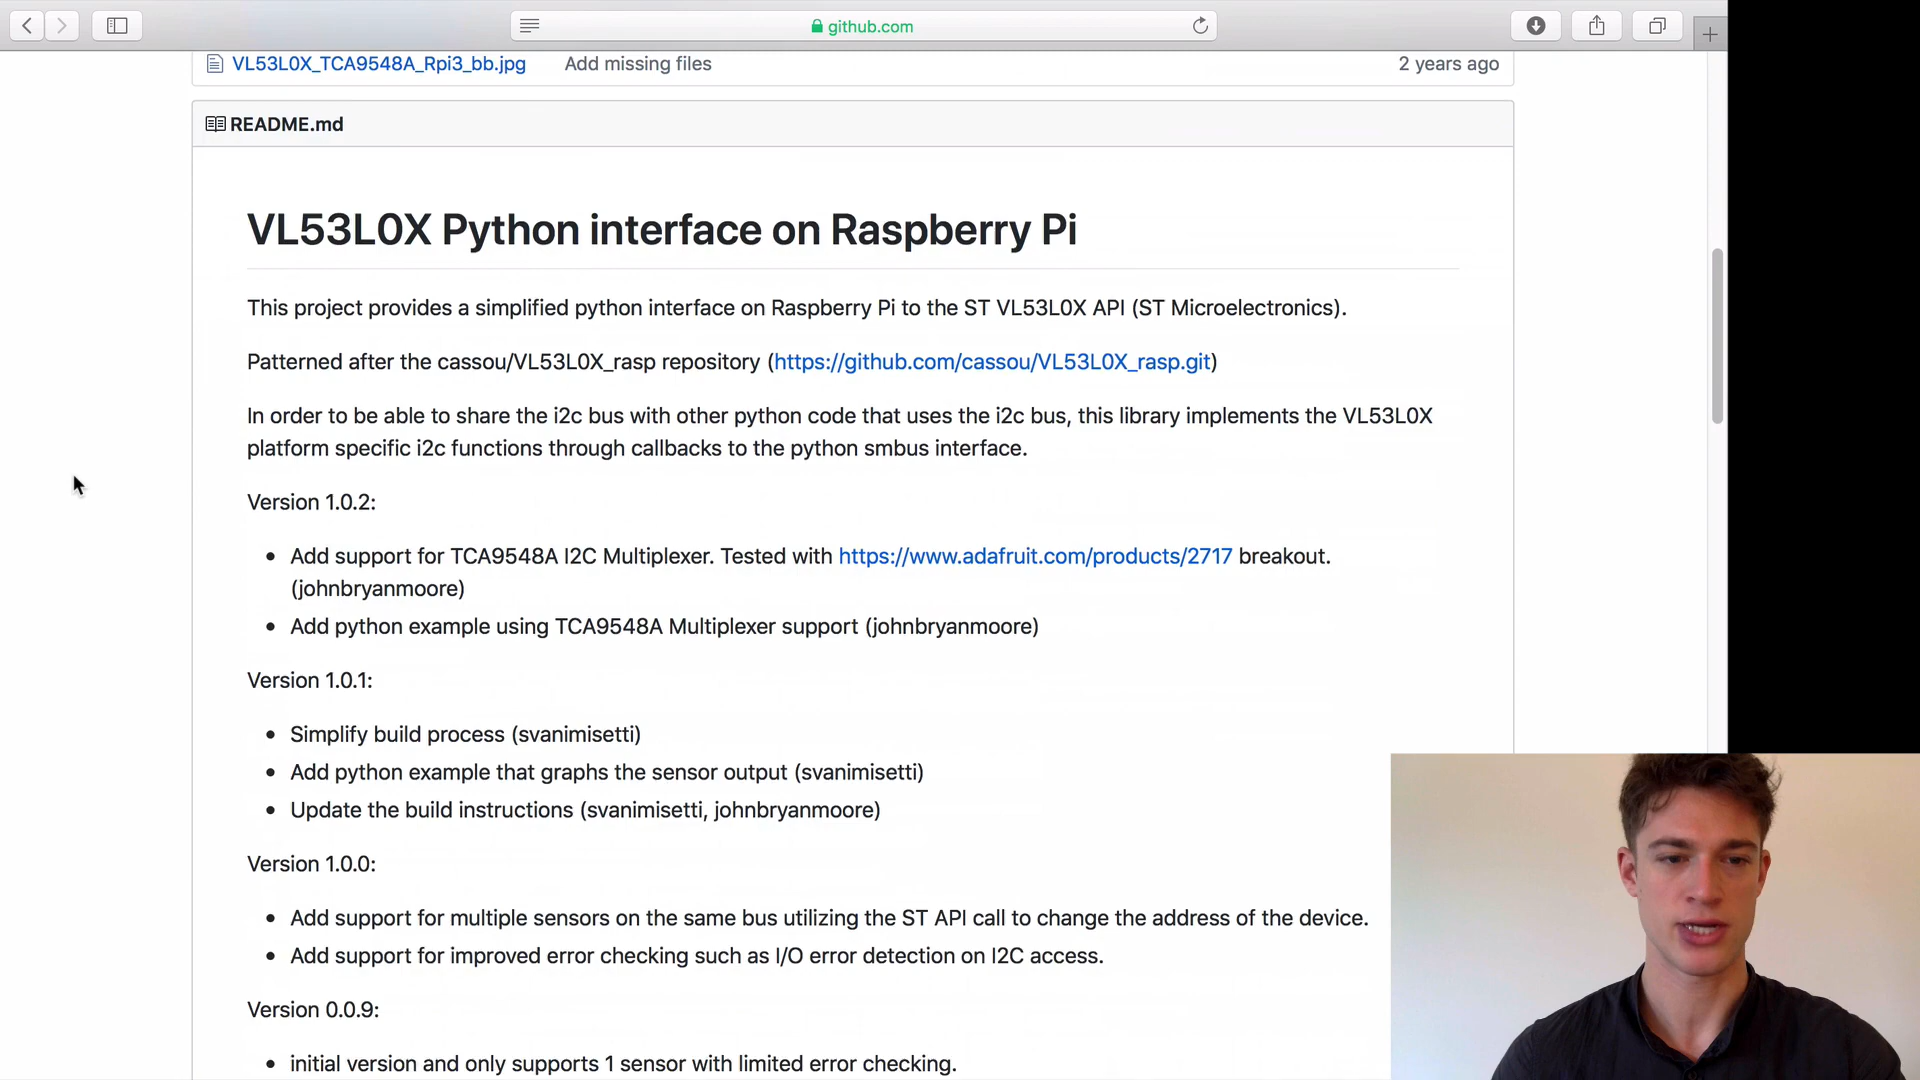 github.com
VL53L0X_TCA9548A_Rpi3_bb.jpg Add missing files 2 years ago
README.md
VL53L0X Python interface on Raspberry Pi
This project provides a simplified python interface on Raspberry Pi to the ST VL53L0X API (ST Microelectronics).
Patterned after the cassou/VL53L0X_rasp repository (https://github.com/cassou/VL53L0X_rasp.git)
In order to be able to share the i2c bus with other python code that uses the i2c bus, this library implements the VL53L0X
platform specific i2c functions through callbacks to the python smbus interface.
Version 1.0.2:
• Add support for TCA9548A I2C Multiplexer. Tested with https://www.adafruit.com/products/2717 breakout.
(johnbryanmoore)
• Add python example using TCA9548A Multiplexer support (johnbryanmoore)
Version 1.0.1:
• Simplify build process (svanimisetti)
• Add python example that graphs the sensor output (svanimisetti)
• Update the build instructions (svanimisetti, johnbryanmoore)
Version 1.0.0:
• Add support for multiple sensors on the same bus utilizing the ST API call to change the address of the device.
• Add support for improved error checking such as I/O error detection on I2C access.
Version 0.0.9:
• initial version and only supports 1 sensor with limited error checking.